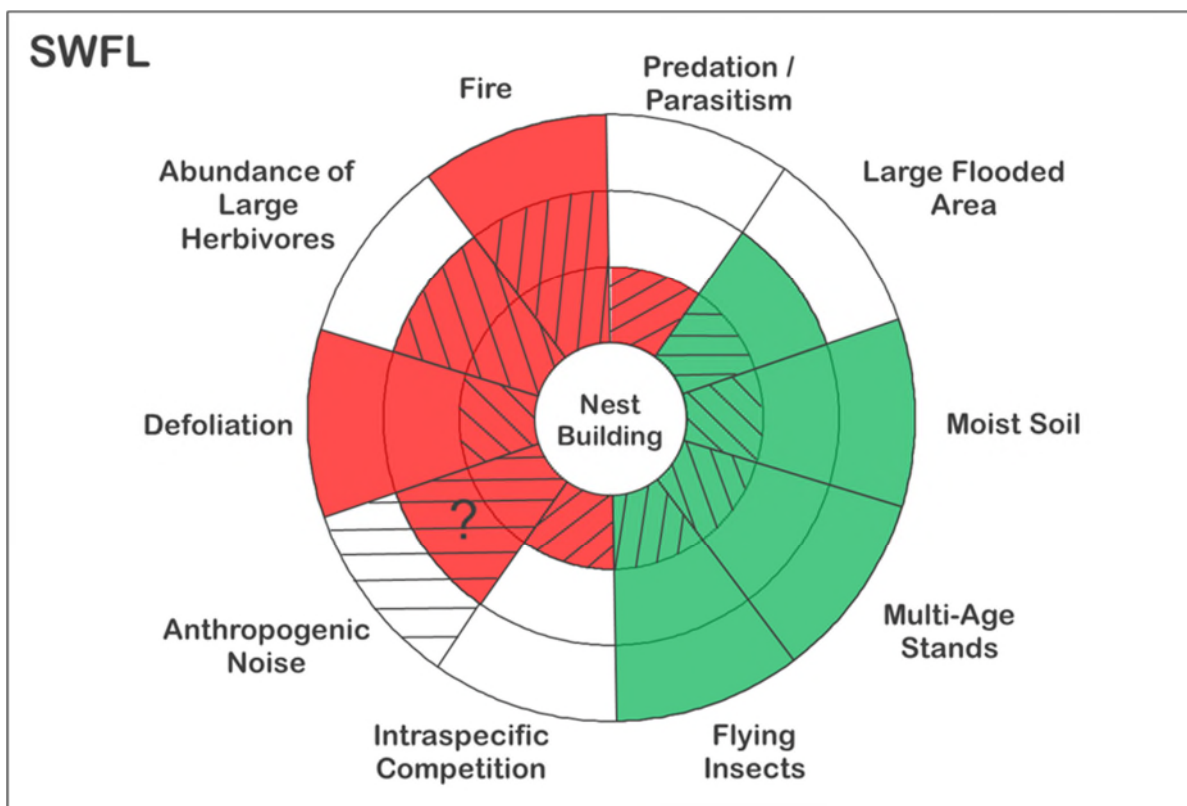 SWFL
Fire
Predation /
Parasitism
Abundance of
Large
Herbivores
Large Flooded
Area
Defoliation
Nest
Building
Moist Soil
?
Anthropogenic
Noise
Multi-Age
Stands
Intraspecific
Competition
Flying
Insects